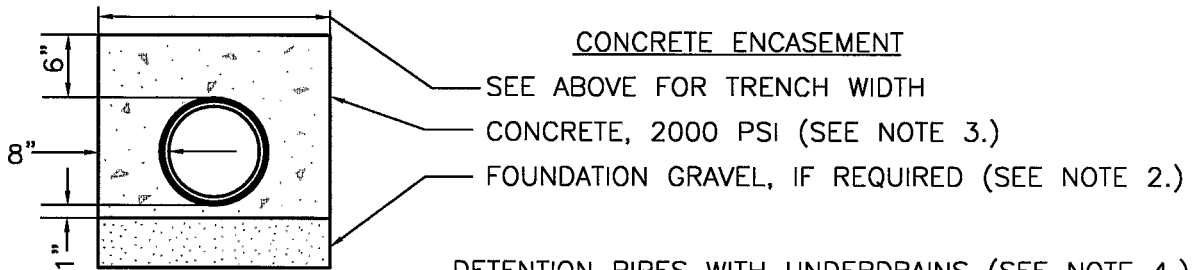 CONCRETE ENCASEMENT
6"
SEE ABOVE FOR TRENCH WIDTH
CONCRETE, 2000 PSI (SEE NOTE 3.)
8"
FOUNDATION GRAVEL, IF REQUIRED (SEE NOTE 2.)
1"
DETENTION PIPES WITH UNDERDRAINS (SEE NOTE 4.)